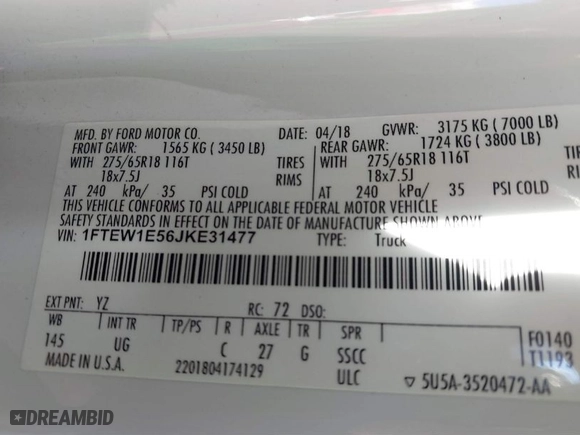 MFD. BY FORD MOTOR CO. DATE: 04/18 GVWR: 3175 KG ( 7000 LB)
FRONT GAWR: 1565 KG ( 3450 LB) REAR GAWR: 1724 KG ( 3800 LB)
WITH 275/65R18 116T TIRES WITH 275/65R18 116T
18x7.5J RIMS 18x7.5J
AT 240 kPa/ 35 PSI COLD AT 240 kPa/ 35 PSI COLD
THIS VEHICLE CONFORMS TO ALL APPLICABLE FEDERAL MOTOR VEHICLE
SAFETY STANDARDS IN EFFECT ON THE DATE OF MANUFACTURE SHOWN ABOVE.
VIN: 1FTEW1E56JKE31477 TYPE: Truck
EXT PNT: YZ RC: 72 DSO:
WB INT TR TP/PS R AXLE TR SPR
145 UG C 27 G SSCC
F0140
T1193
MADE IN U.S.A. 2201804174129 ULC ▽ 5U5A-3520472-AA
DREAMBID